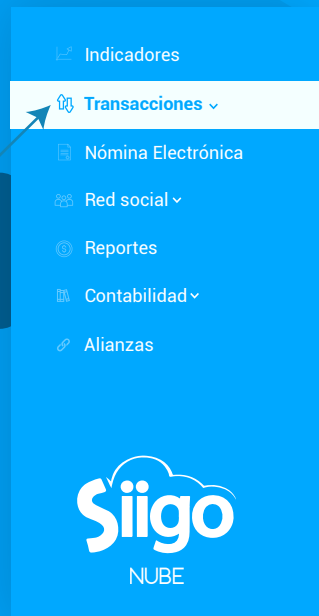 Indicadores
Transacciones
Nómina Electrónica
Red social
Reportes
Contabilidad
Alianzas
Siigo
NUBE